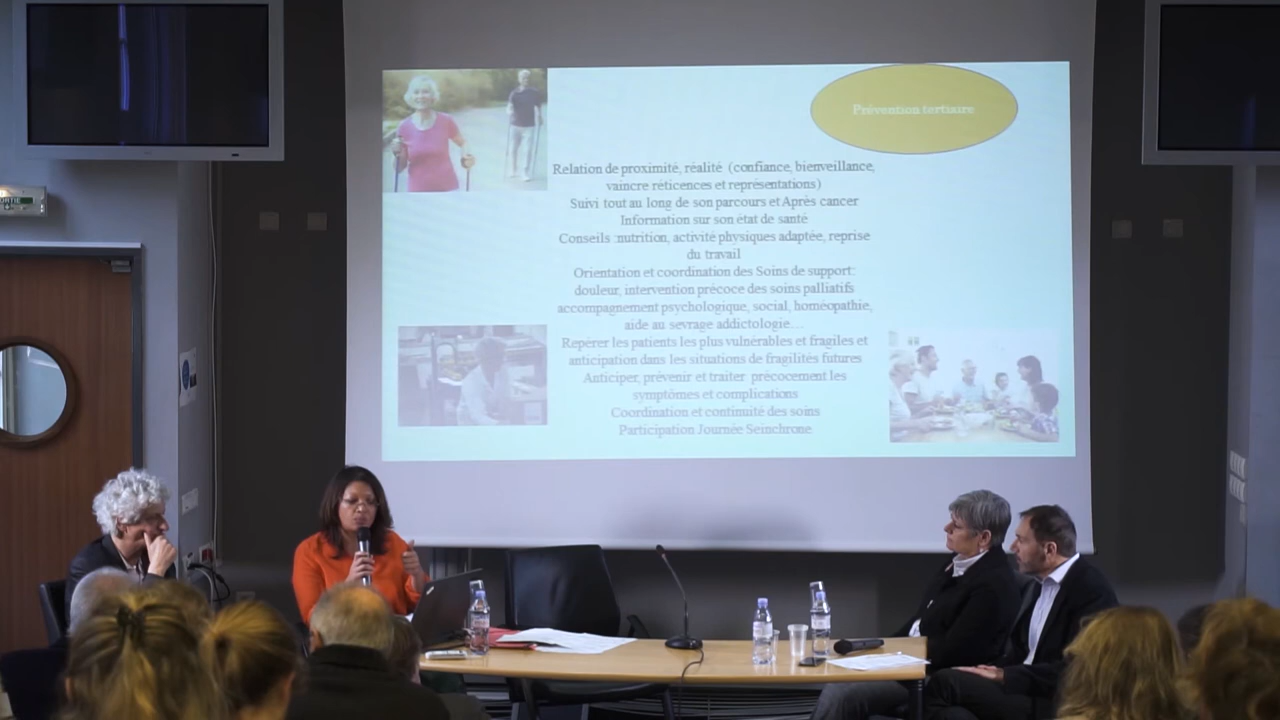 Prévention tertiaire
Relation de proximité, réalité (confiance, bienveillance,
vaincre réticences et représentations)
Suivi tout au long de son parcours et Après cancer
Information sur son état de santé
Conseils :nutrition, activité physiques adaptée, reprise
du travail
Orientation et coordination des Soins de support:
douleur, intervention précoce des soins palliatifs
accompagnement psychologique, social, homéopathie,
aide au sevrage addictologie...
Repérer les patients les plus vulnérables et fragiles et
anticipation dans les situations de fragilités futures
Anticiper, prévenir et traiter précocement les
symptômes et complications
Coordination et continuité des soins
Participation Journée Seinchrone